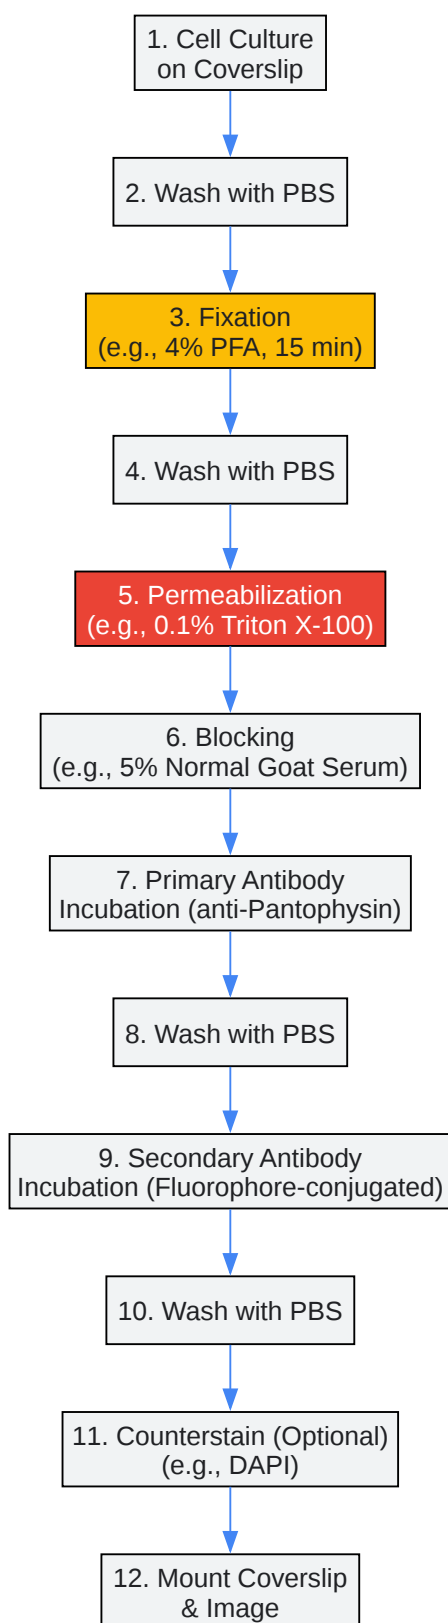 1. Cell Culture
on Coverslip
2. Wash with PBS
3. Fixation
(e.g., 4% PFA, 15 min)
4. Wash with PBS
5. Permeabilization
(e.g., 0.1% Triton X-100)
6. Blocking
(e.g., 5% Normal Goat Serum)
7. Primary Antibody
Incubation (anti-Pantophysin)
8. Wash with PBS
9. Secondary Antibody
Incubation (Fluorophore-conjugated)
10. Wash with PBS
11. Counterstain (Optional)
(e.g., DAPI)
12. Mount Coverslip
& Image